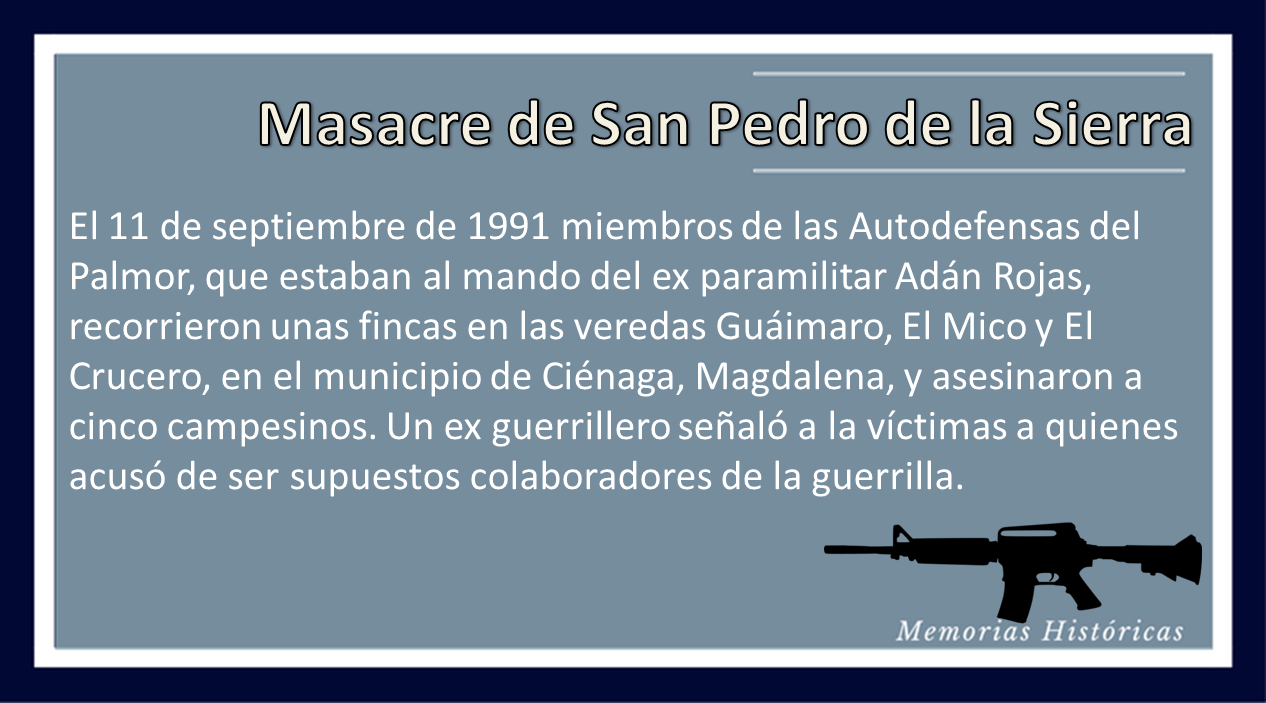 Masacre de San Pedro de la Sierra
El 11 de septiembre de 1991 miembros de las Autodefensas del
Palmor, que estaban al mando del ex paramilitar Adán Rojas,
recorrieron unas fincas en las veredas Guáimaro, El Mico y El
Crucero, en el municipio de Ciénaga, Magdalena, y asesinaron a
cinco campesinos. Un ex guerrillero señaló a la víctimas a quienes
acusó de ser supuestos colaboradores de la guerrilla.
Memorias Históricas